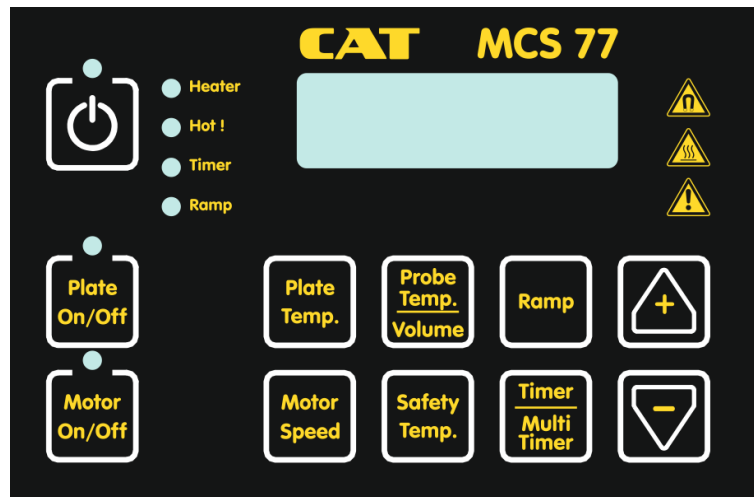 CAT MCS 77
Heater
Hot !
Timer
Ramp
Plate
On/Off
Plate
Temp.
Probe
Temp.
Volume
Ramp
+
Motor
On/Off
Motor
Speed
Safety
Temp.
Timer
Multi
Timer
-